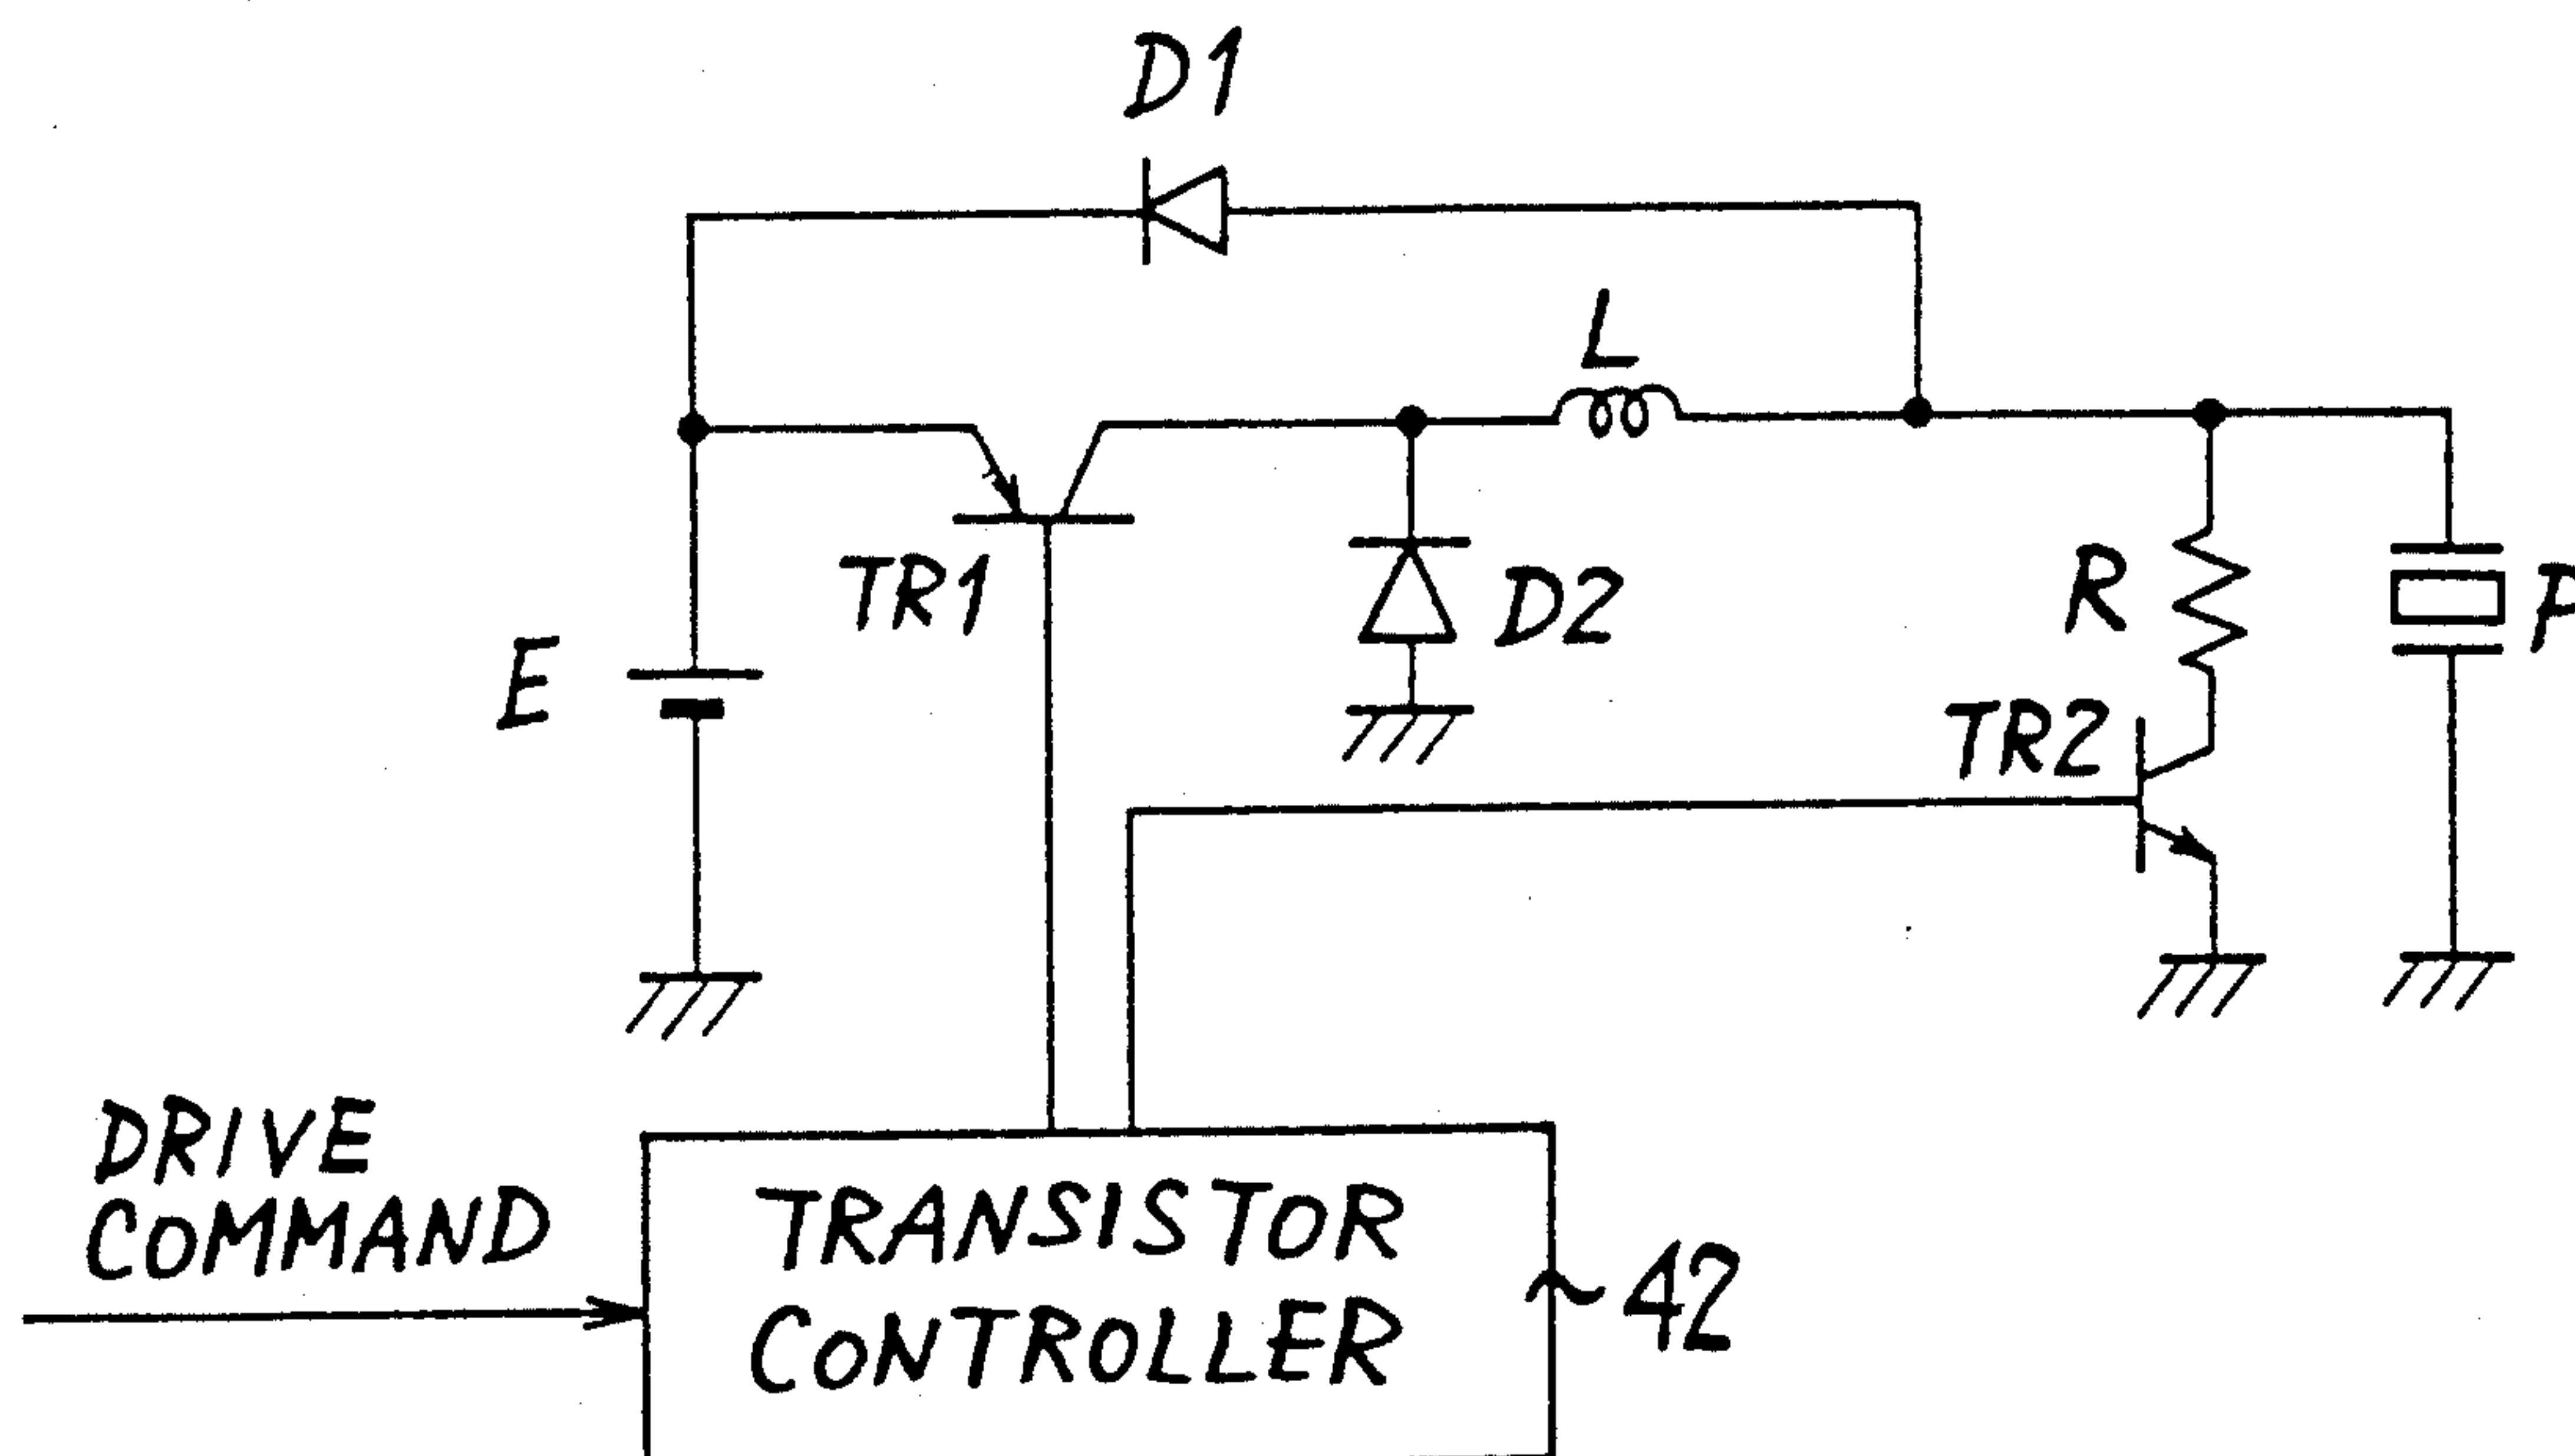 D1
L
TR1
D2
R
P
E
TR2
DRIVE
COMMAND
TRANSISTOR
CONTROLLER
~42